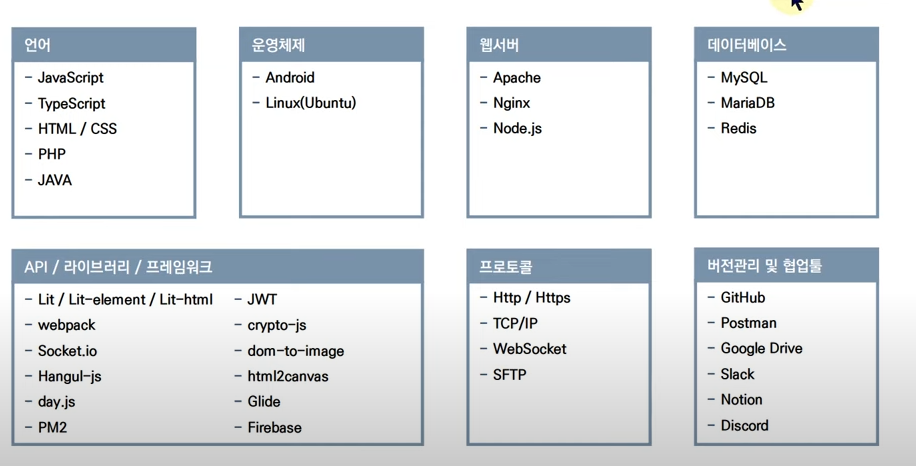 언어
- JavaScript
- TypeScript
- HTML / CSS
- PHP
- JAVA
운영체제
- Android
- Linux(Ubuntu)
웹서버
- Apache
- Nginx
- Node.js
데이터베이스
- MySQL
- MariaDB
- Redis
API / 라이브러리 / 프레임워크
- Lit / Lit-element / Lit-html
- webpack
- Socket.io
- Hangul-js
- day.js
- PM2
- JWT
- crypto-js
- dom-to-image
- html2canvas
- Glide
- Firebase
프로토콜
- Http / Https
- TCP/IP
- WebSocket
- SFTP
버전관리 및 협업툴
- GitHub
- Postman
- Google Drive
- Slack
- Notion
- Discord